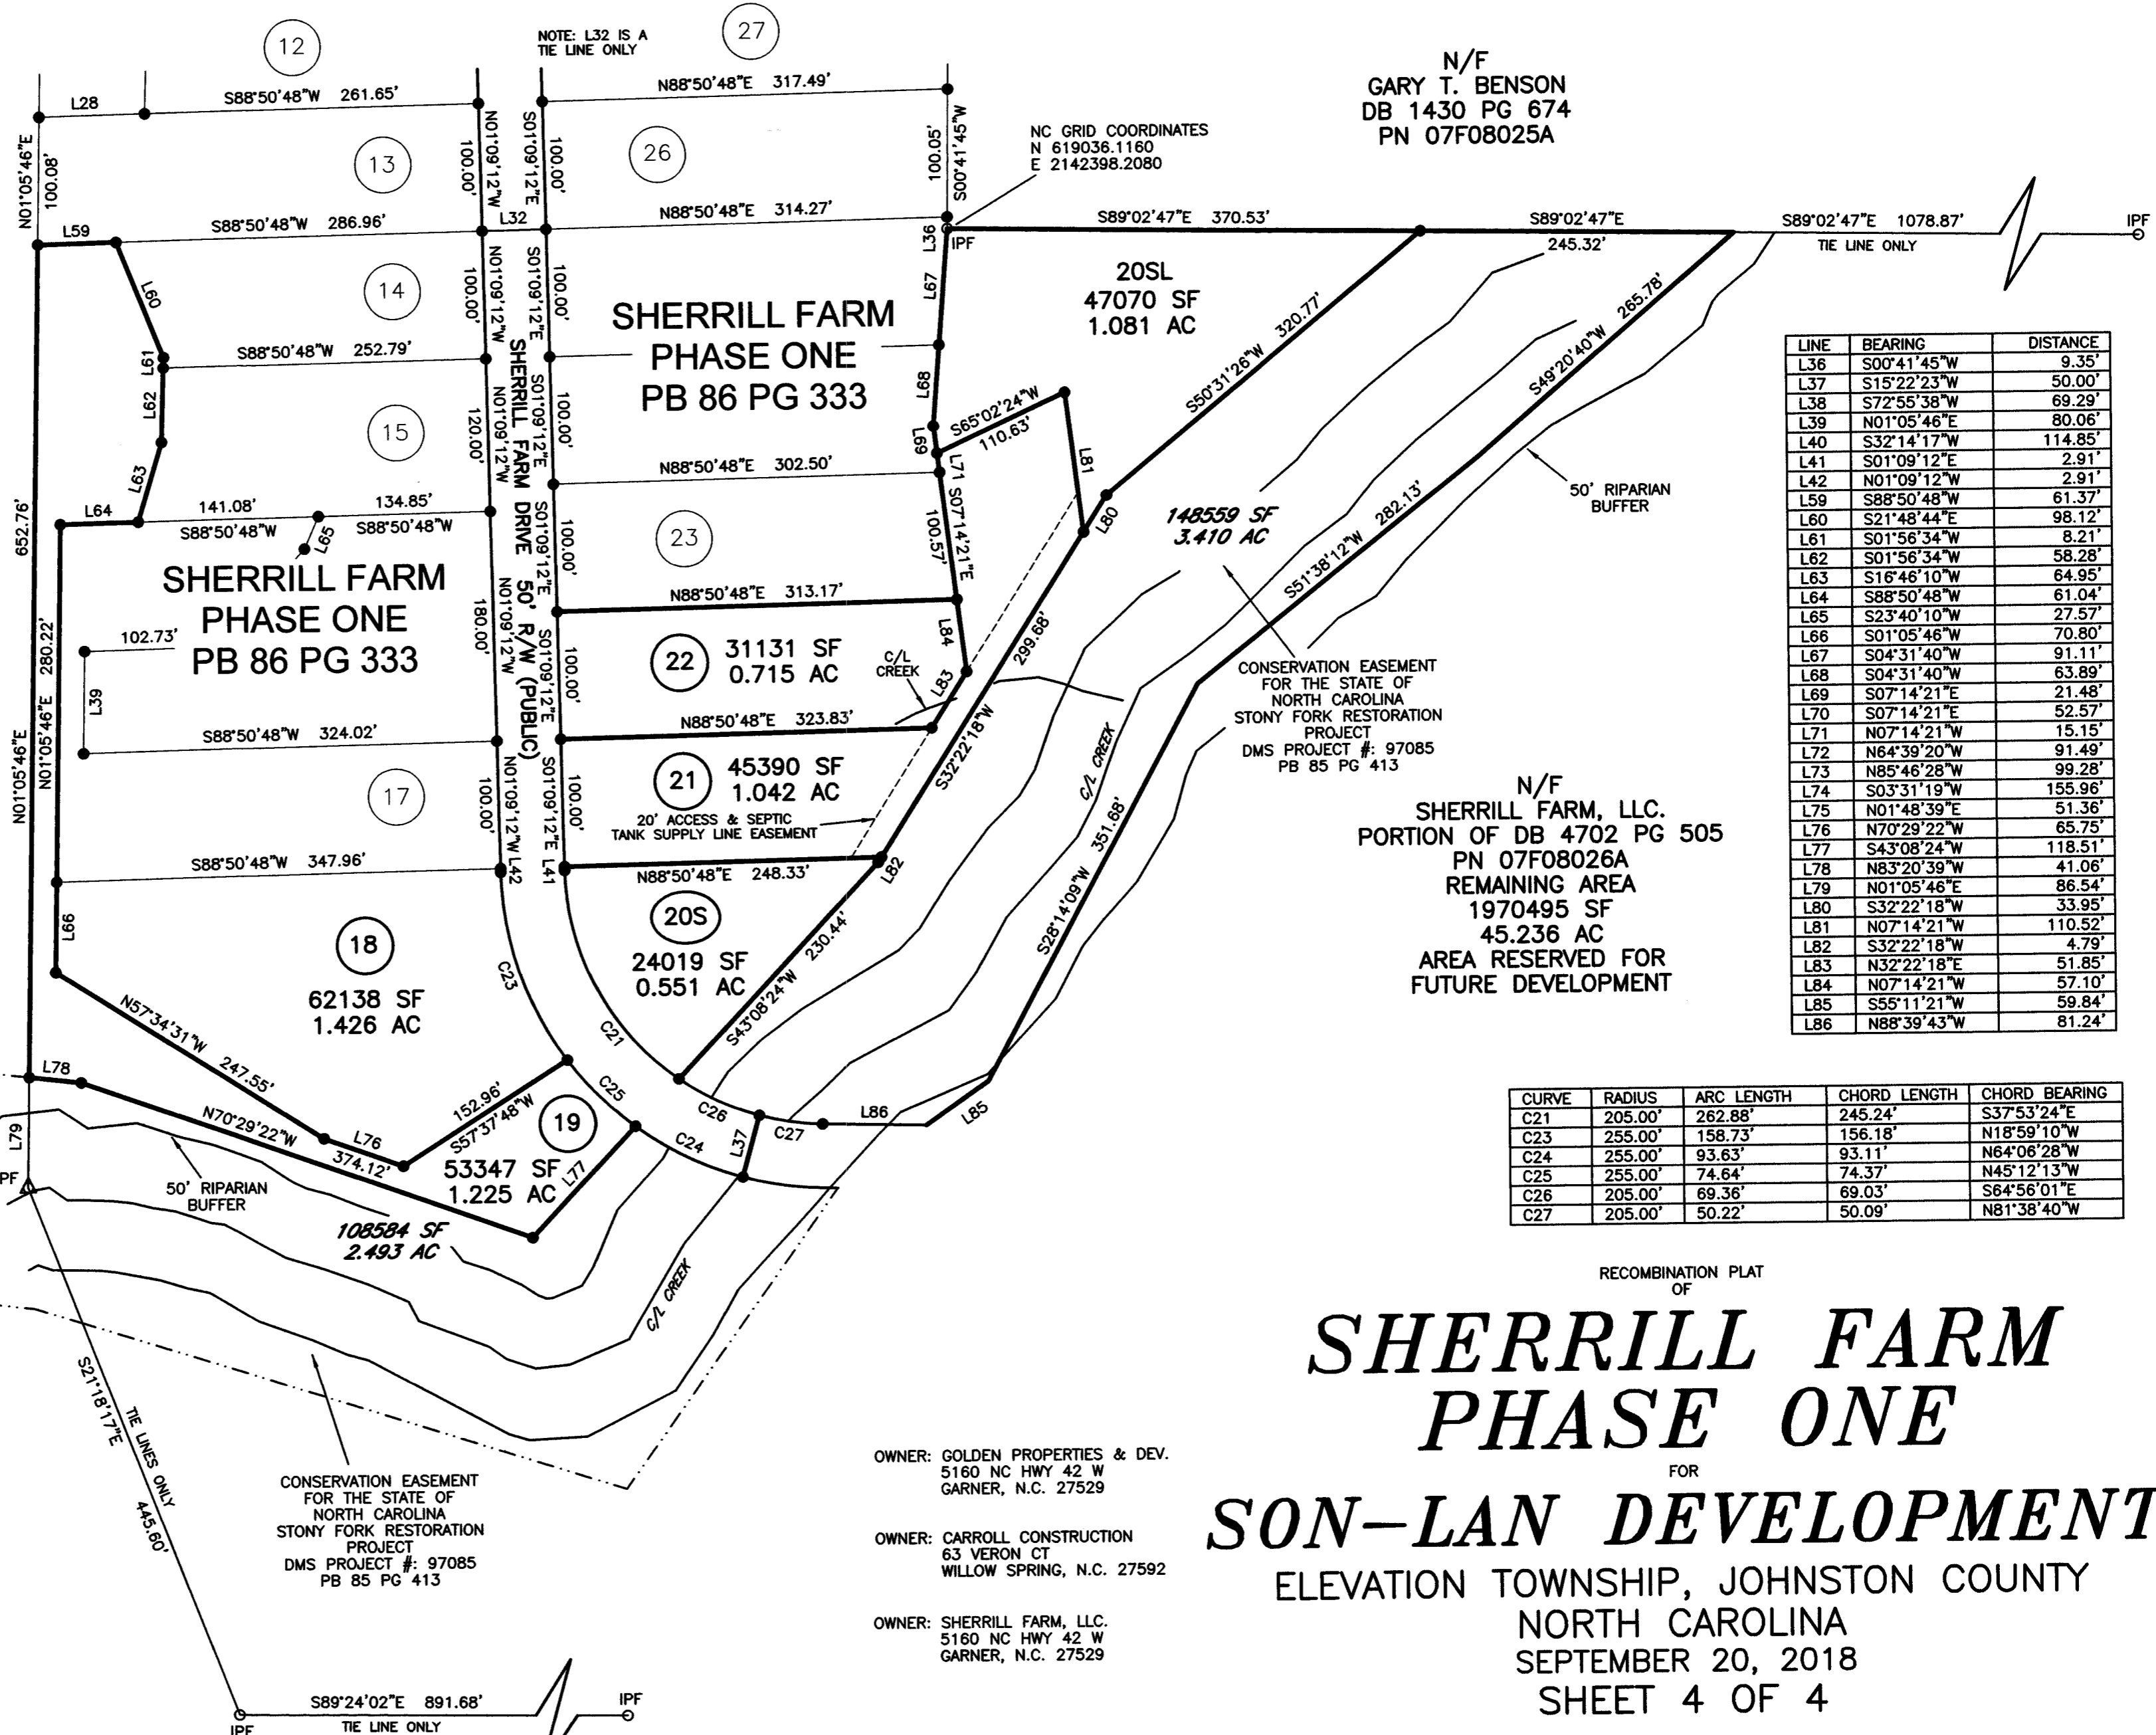 12
27
NOTE: L32 IS A
TIE LINE ONLY
L28
S88°50'48"W 261.65'
N88°50'48"E 317.49'
N/F
GARY T. BENSON
DB 1430 PG 674
PN 07F08025A
N01°05'46"E
100.08'
13
N01°09'12"W
100.00'
S01°09'12"E
100.00'
26
100.05'
S00°41'45"W
NC GRID COORDINATES
N 619036.1160
E 2142398.2080
L59
S88°50'48"W 286.96'
L32
N88°50'48"E 314.27'
L36
IPF
S89°02'47"E 370.53'
S89°02'47"E
245.32'
S89°02'47"E 1078.87'
TIE LINE ONLY
IPF
L60
14
N01°09'12"W
100.00'
S01°09'12"E
100.00'
SHERRILL FARM
PHASE ONE
PB 86 PG 333
L67
20SL
47070 SF
1.081 AC
S50°31'26"W 320.77'
S49°20'40"W 265.78'
L61
S88°50'48"W 252.79'
L62
15
N01°09'12"W
120.00'
S01°09'12"E
100.00'
L68
S65°02'24"W
110.63'
L69
L71
L81
L80
N88°50'48"E 302.50'
L63
L64
141.08'
S88°50'48"W
134.85'
S88°50'48"W
L65
652.76'
N01°05'46"E
SHERRILL FARM
PHASE ONE
PB 86 PG 333
SHERRILL FARM DRIVE 50' R/W (PUBLIC)
S01°09'12"E
100.00'
23
S07°14'21"E
100.57'
148559 SF
3.410 AC
50' RIPARIAN
BUFFER
S51°38'12"W 282.13'
N88°50'48"E 313.17'
N01°05'46"E 280.22'
102.73'
L39
N01°09'12"W
180.00'
S01°09'12"E
100.00'
22
31131 SF
0.715 AC
L84
C/L
CREEK
L83
299.68'
S32°22'18"W
CONSERVATION EASEMENT
FOR THE STATE OF
NORTH CAROLINA
STONY FORK RESTORATION
PROJECT
DMS PROJECT #: 97085
PB 85 PG 413
S88°50'48"W 324.02'
N88°50'48"E 323.83'
17
N01°09'12"W
100.00'
S01°09'12"E
100.00'
21
45390 SF
1.042 AC
20' ACCESS & SEPTIC
TANK SUPPLY LINE EASEMENT
C/L CREEK
S28°14'09"W 351.68'
N/F
SHERRILL FARM, LLC.
PORTION OF DB 4702 PG 505
PN 07F08026A
REMAINING AREA
1970495 SF
45.236 AC
AREA RESERVED FOR
FUTURE DEVELOPMENT
S88°50'48"W 347.96'
L42
L41
N88°50'48"E 248.33'
L82
L66
18
62138 SF
1.426 AC
C23
20S
24019 SF
0.551 AC
S43°08'24"W 230.44'
C21
N57°34'31"W 247.55'
L78
N70°29'22"W
374.12'
L76
152.96'
S57°37'48"W
C25
19
53347 SF
1.225 AC
L77
C24
C26
L37
C27
L86
L85
L79
PF
50' RIPARIAN
BUFFER
108584 SF
2.493 AC
C/L CREEK
S21°18'17"E
TIE LINES ONLY
445.60'
CONSERVATION EASEMENT
FOR THE STATE OF
NORTH CAROLINA
STONY FORK RESTORATION
PROJECT
DMS PROJECT #: 97085
PB 85 PG 413
S89°24'02"E 891.68'
TIE LINE ONLY
IPF
IPF
LINE BEARING DISTANCE
L36 S00°41'45"W 9.35'
L37 S15°22'23"W 50.00'
L38 S72°55'38"W 69.29'
L39 N01°05'46"E 80.06'
L40 S32°14'17"W 114.85'
L41 S01°09'12"E 2.91'
L42 N01°09'12"W 2.91'
L59 S88°50'48"W 61.37'
L60 S21°48'44"E 98.12'
L61 S01°56'34"W 8.21'
L62 S01°56'34"W 58.28'
L63 S16°46'10"W 64.95'
L64 S88°50'48"W 61.04'
L65 S23°40'10"W 27.57'
L66 S01°05'46"W 70.80'
L67 S04°31'40"W 91.11'
L68 S04°31'40"W 63.89'
L69 S07°14'21"E 21.48'
L70 S07°14'21"E 52.57'
L71 N07°14'21"W 15.15'
L72 N64°39'20"W 91.49'
L73 N85°46'28"W 99.28'
L74 S03°31'19"W 155.96'
L75 N01°48'39"E 51.36'
L76 N70°29'22"W 65.75'
L77 S43°08'24"W 118.51'
L78 N83°20'39"W 41.06'
L79 N01°05'46"E 86.54'
L80 S32°22'18"W 33.95'
L81 N07°14'21"W 110.52'
L82 S32°22'18"W 4.79'
L83 N32°22'18"E 51.85'
L84 N07°14'21"W 57.10'
L85 S55°11'21"W 59.84'
L86 N88°39'43"W 81.24'
CURVE RADIUS ARC LENGTH CHORD LENGTH CHORD BEARING
C21 205.00' 262.88' 245.24' S37°53'24"E
C23 255.00' 158.73' 156.18' N18°59'10"W
C24 255.00' 93.63' 93.11' N64°06'28"W
C25 255.00' 74.64' 74.37' N45°12'13"W
C26 205.00' 69.36' 69.03' S64°56'01"E
C27 205.00' 50.22' 50.09' N81°38'40"W
OWNER: GOLDEN PROPERTIES & DEV.
5160 NC HWY 42 W
GARNER, N.C. 27529
OWNER: CARROLL CONSTRUCTION
63 VERON CT
WILLOW SPRING, N.C. 27592
OWNER: SHERRILL FARM, LLC.
5160 NC HWY 42 W
GARNER, N.C. 27529
RECOMBINATION PLAT
OF
SHERRILL FARM
PHASE ONE
FOR
SON-LAN DEVELOPMENT
ELEVATION TOWNSHIP, JOHNSTON COUNTY
NORTH CAROLINA
SEPTEMBER 20, 2018
SHEET 4 OF 4